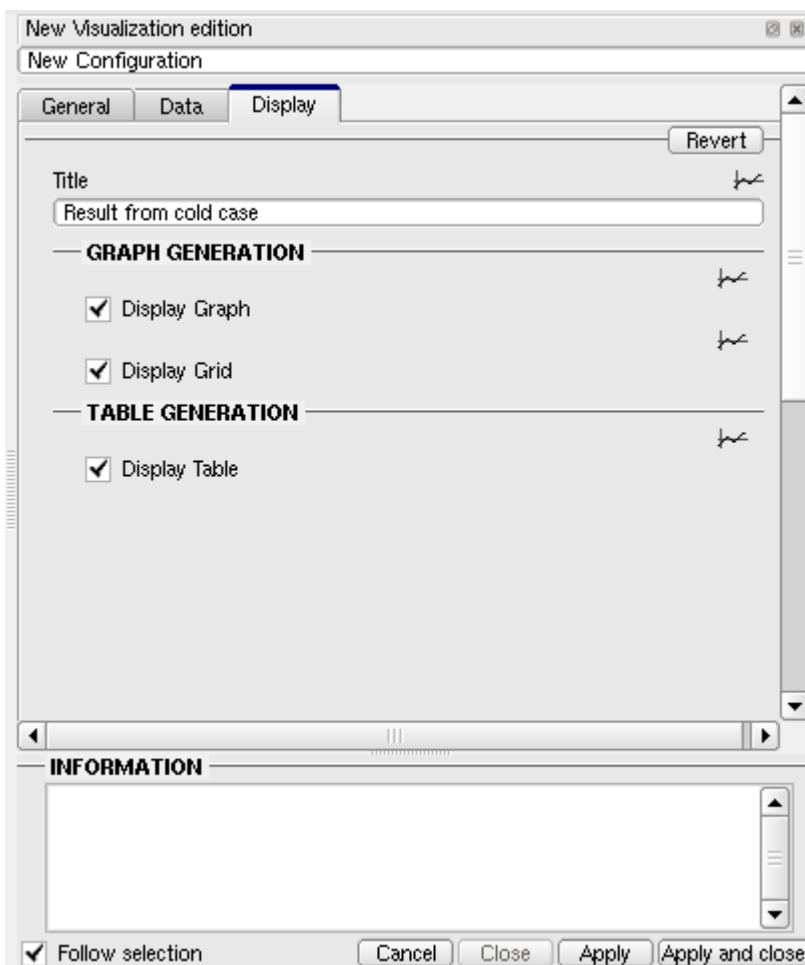 New Visualization edition
New Configuration
General Data Display
Revert
Title
Result from cold case
GRAPH GENERATION
Display Graph
Display Grid
TABLE GENERATION
Display Table
INFORMATION
Follow selection Cancel Close Apply Apply and close